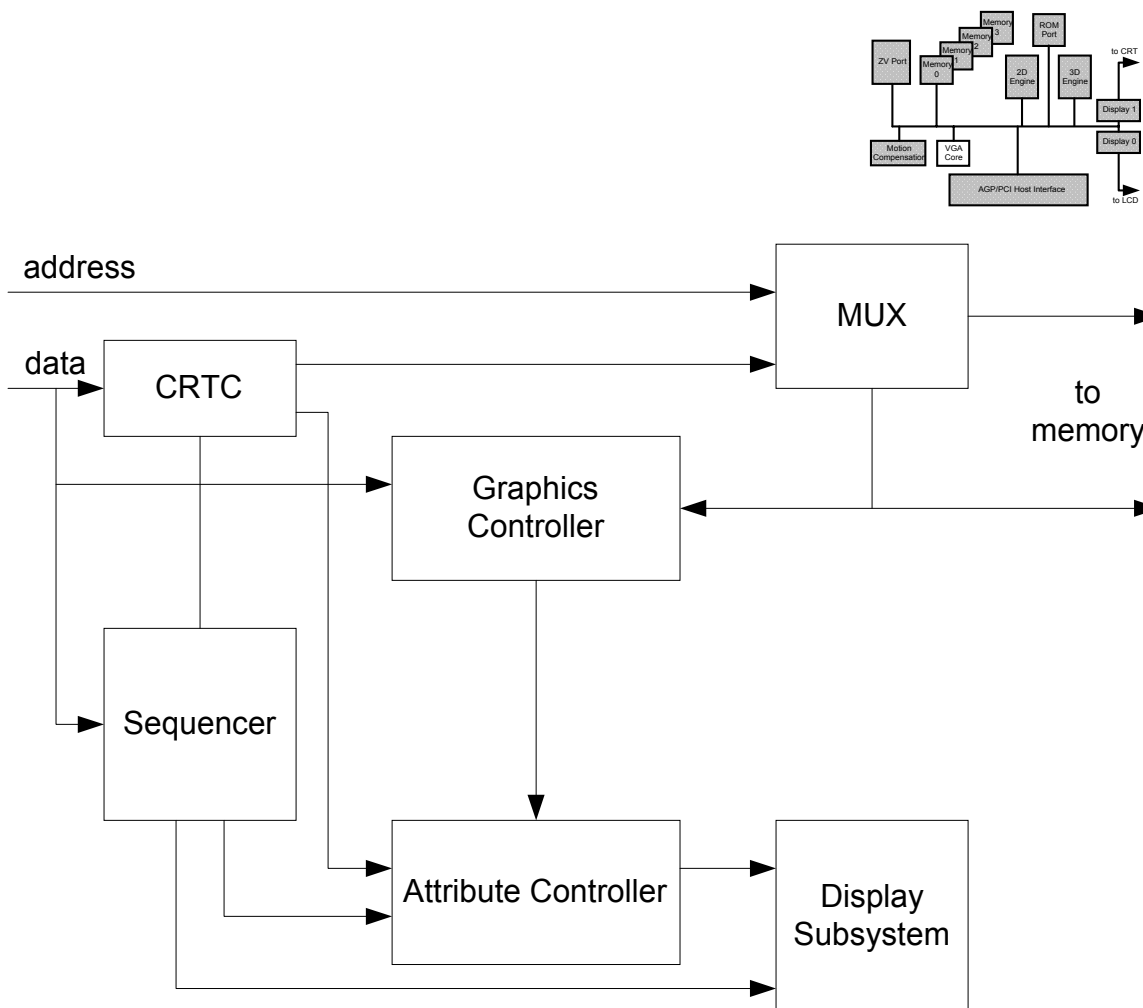 Memory
3
Memory
2
Memory
1
Memory
0
ROM
Port
to CRT
ZV Port
2D
Engine
3D
Engine
Display 1
Display 0
Motion
Compensation
VGA
Core
AGP/PCI Host Interface
to LCD
address
MUX
data
CRTC
to
memory
Graphics
Controller
Sequencer
Attribute Controller
Display
Subsystem